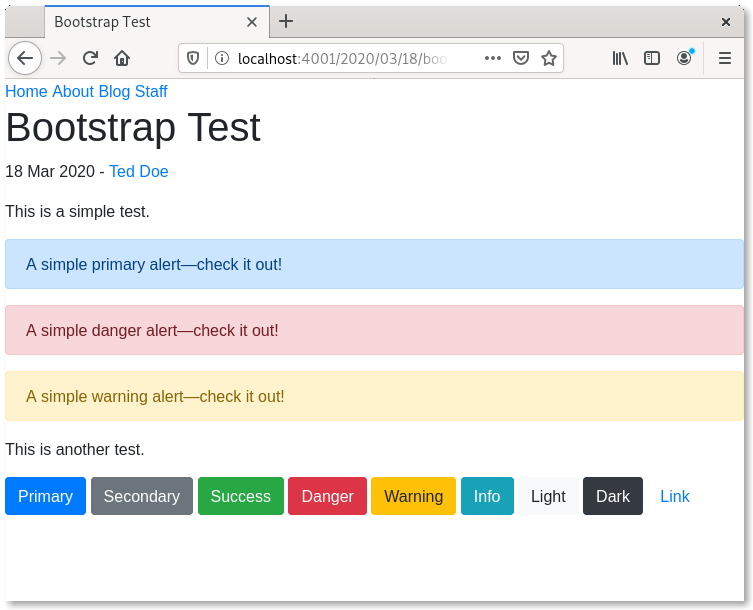 Bootstrap Test
localhost:4001/2020/03/18/boo
Home About Blog Staff
Bootstrap Test
18 Mar 2020 - Ted Doe
This is a simple test.
A simple primary alert—check it out!
A simple danger alert—check it out!
A simple warning alert—check it out!
This is another test.
Primary Secondary Success Danger Warning Info Light Dark Link